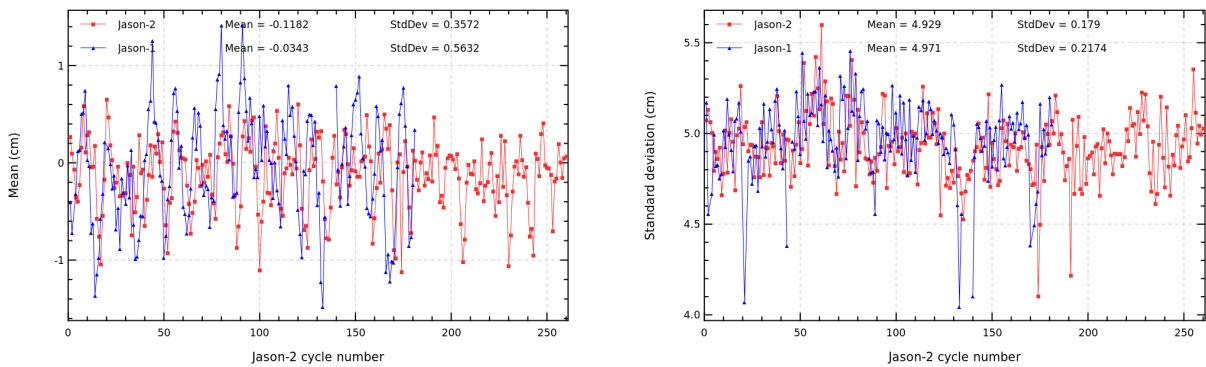 Jason-2 Mean = -0.1182 StdDev = 0.3572
Jason-1 Mean = -0.0343 StdDev = 0.5632
Mean (cm)
1
0
-1
0 50 100 150 200 250
Jason-2 cycle number
Jason-2 Mean = 4.929 StdDev = 0.179
Jason-1 Mean = 4.971 StdDev = 0.2174
Standard deviation (cm)
5.5
5.0
4.5
4.0
0 50 100 150 200 250
Jason-2 cycle number